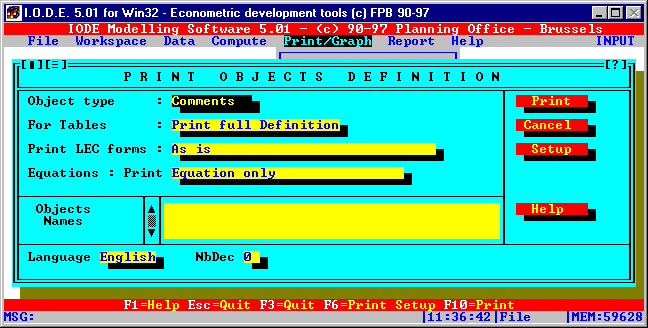 I.O.D.E. 5.01 for Win32 - Econometric development tools (c) FPB 90-97
IODE Modelling Software 5.01 - (c) 90-97 Planning Office - Brussels
File Workspace Data Compute Print/Graph Report Help INPUT
[?]
PRINT OBJECTS DEFINITION
Object type : Comments
Print
For Tables : Print full Definition
Cancel
Print LEC forms : As is
Setup
Equations : Print Equation only
Objects
Names
Help
Language English NbDec 0
F1=Help Esc=Quit F3=Quit F6=Print Setup F10=Print
MSG: |11:36:42|File |MEM:59628